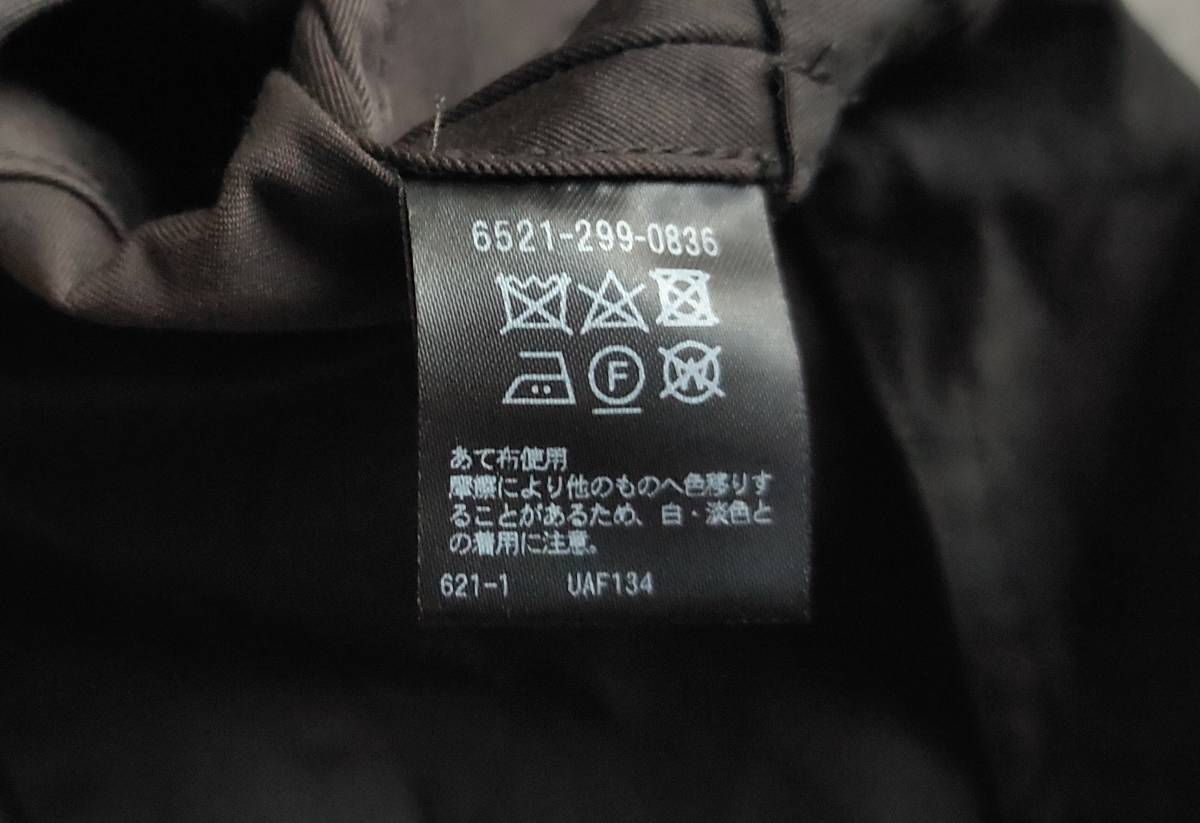 6521-299-0836
F
W
あて布使用
摩擦により他のものへ色移りす
ることがあるため、白・淡色と
の着用に注意。
621-1 UAF134